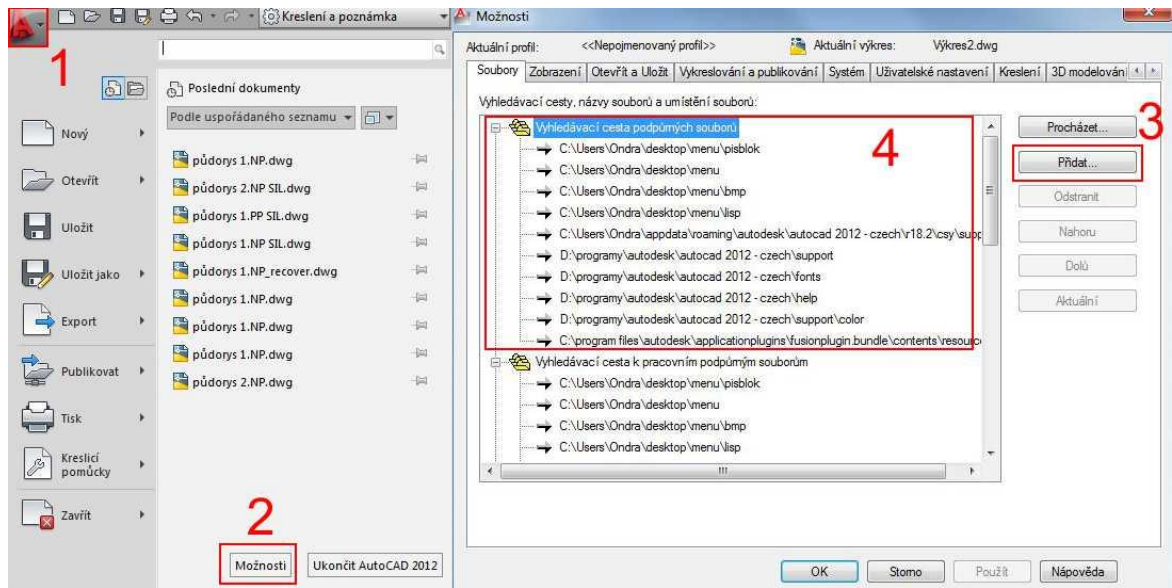 Kreslení a poznámka
1
Poslední dokumenty
Podle uspořádaného seznamu
Nový
Otevřít
Uložit
Uložit jako
Export
Publikovat
Tisk
Kreslicí
pomůcky
Zavřít
půdorys 1.NP.dwg
půdorys 2.NP SIL.dwg
půdorys 1.PP SIL.dwg
půdorys 1.NP SIL.dwg
půdorys 1.NP_recover.dwg
půdorys 1.NP.dwg
půdorys 1.NP.dwg
půdorys 1.NP.dwg
půdorys 2.NP.dwg
2
Možnosti
Ukončit AutoCAD 2012
Možnosti
Aktuální profil: <<Nepojmenovaný profil>> Aktuální výkres: Výkres2.dwg
Soubory Zobrazení Otevřít a Uložit Vykreslování a publikování Systém Uživatelské nastavení Kreslení 3D modelování
Vyhledávací cesty, názvy souborů a umístění souborů:
Vyhledávací cesta podpůrných souborů
C:\Users\Ondra\desktop\menu\pisblok
C:\Users\Ondra\desktop\menu
C:\Users\Ondra\desktop\menu\bmp
C:\Users\Ondra\desktop\menu\lisp
C:\Users\Ondra\appdata\roaming\autodesk\autocad 2012 - czech\r18.2\csy\supp
D:\programy\autodesk\autocad 2012 - czech\support
D:\programy\autodesk\autocad 2012 - czech\fonts
D:\programy\autodesk\autocad 2012 - czech\help
D:\programy\autodesk\autocad 2012 - czech\support\color
C:\program files\autodesk\applicationplugins\fusionplugin.bundle\contents\resource
Vyhledávací cesta k pracovním podpůrným souborům
C:\Users\Ondra\desktop\menu\pisblok
C:\Users\Ondra\desktop\menu
C:\Users\Ondra\desktop\menu\bmp
C:\Users\Ondra\desktop\menu\lisp
4
3
Procházet...
Přidat...
Odstranit
Nahoru
Dolů
Aktuální
OK Storno Použít Nápověda